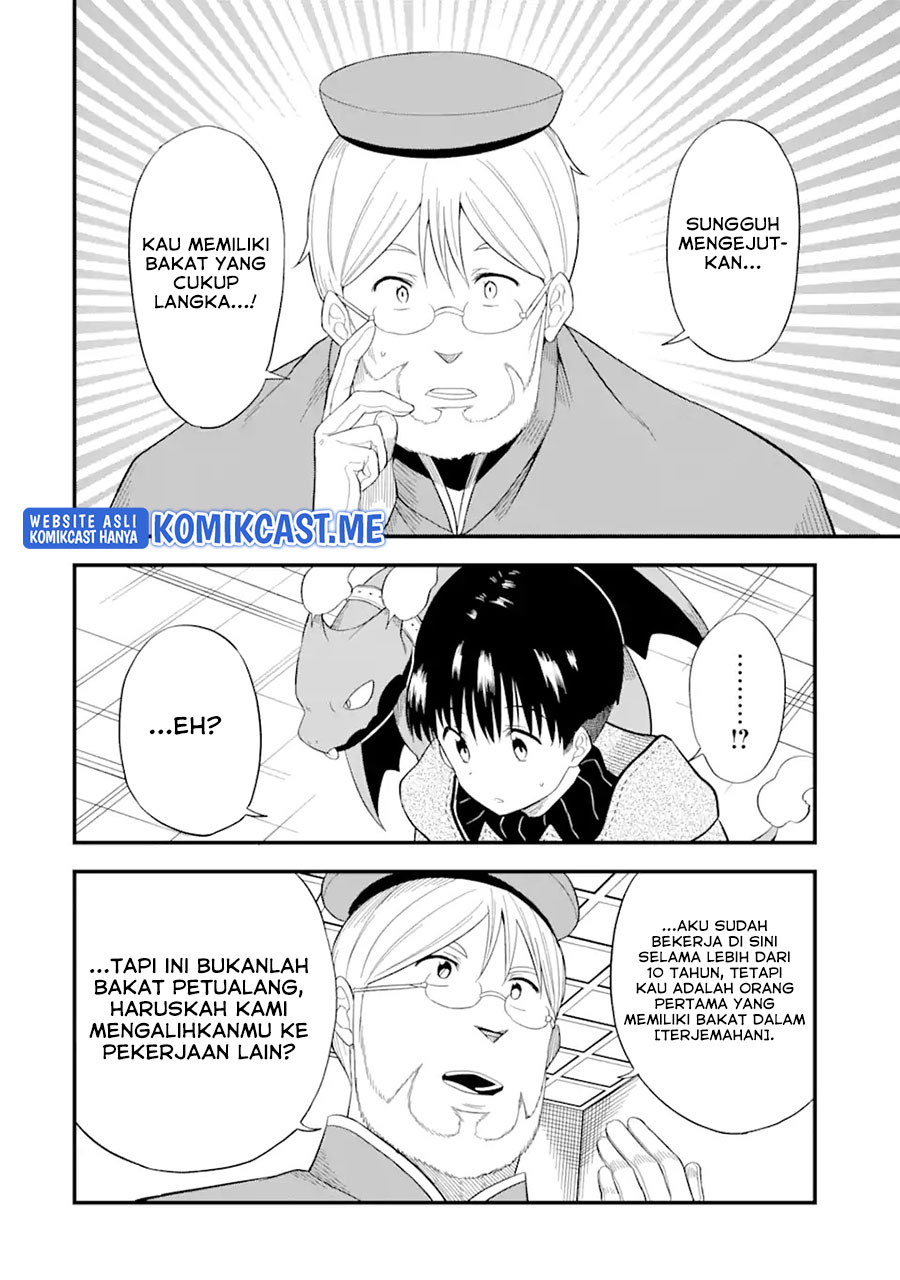 SUNGGUH
MENGEJUT-
KAN...
KAU MEMILIKI
BAKAT YANG
CUKUP
LANGKA...!
WEBSITE ASLI
KOMIKCAST HANYA
KOMIKCAST.ME
.........
!?
...EH?
...AKU SUDAH
BEKERJA DI SINI
SELAMA LEBIH DARI
10 TAHUN, TETAPI
KAU ADALAH ORANG
PERTAMA YANG
MEMILIKI BAKAT DALAM
[TERJEMAHAN].
...TAPI INI BUKANLAH
BAKAT PETUALANG,
HARUSKAH KAMI
MENGALIHKANMU KE
PEKERJAAN LAIN?